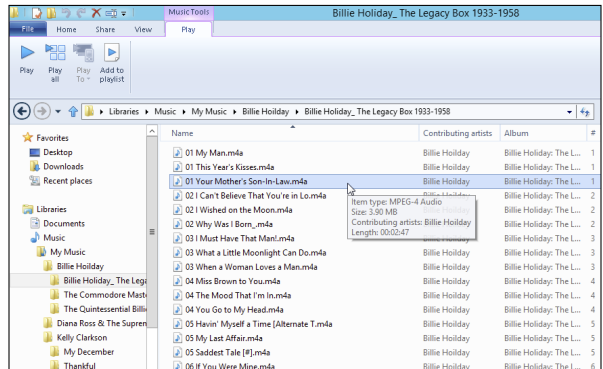 Music Tools
Billie Holiday_ The Legacy Box 1933-1958
File Home Share View Play
Play Play all Play To Add to playlist
Libraries Music My Music Billie Hoilday Billie Holiday_ The Legacy Box 1933-1958
Favorites
Desktop
Downloads
Recent places
Libraries
Documents
Music
My Music
Billie Hoilday
Billie Holiday_ The Lega
The Commodore Maste
The Quintessential Billie
Diana Ross & The Supren
Kelly Clarkson
My December
Thankful
Name Contributing artists Album #
01 My Man.m4a Billie Hoilday Billie Holiday: The L... 1
01 This Year's Kisses.m4a Billie Hoilday Billie Holiday: The L... 1
01 Your Mother's Son-In-Law.m4a Billie Hoilday Billie Holiday: The L... 1
02 I Can't Believe That You're in Lo.m4a Billie Hoilday Billie Holiday: The L... 2
02 I Wished on the Moon.m4a Billie Hoilday Billie Holiday: The L... 2
02 Why Was I Born_.m4a Billie Hoilday Billie Holiday: The L... 2
03 I Must Have That Man!.m4a Billie Hoilday Billie Holiday: The L... 3
03 What a Little Moonlight Can Do.m4a Billie Hoilday Billie Holiday: The L... 3
03 When a Woman Loves a Man.m4a Billie Hoilday Billie Holiday: The L... 3
04 Miss Brown to You.m4a Billie Hoilday Billie Holiday: The L... 4
04 The Mood That I'm In.m4a Billie Hoilday Billie Holiday: The L... 4
04 You Go to My Head.m4a Billie Hoilday Billie Holiday: The L... 4
05 Havin' Myself a Time [Alternate T.m4a Billie Hoilday Billie Holiday: The L... 5
05 My Last Affair.m4a Billie Hoilday Billie Holiday: The L... 5
05 Saddest Tale [#].m4a Billie Hoilday Billie Holiday: The L... 5
06 If You Were Mine.m4a Billie Hoilday Billie Holiday: The L... 6
Item type: MPEG-4 Audio
Size: 3.90 MB
Contributing artists: Billie Hoilday
Length: 00:02:47